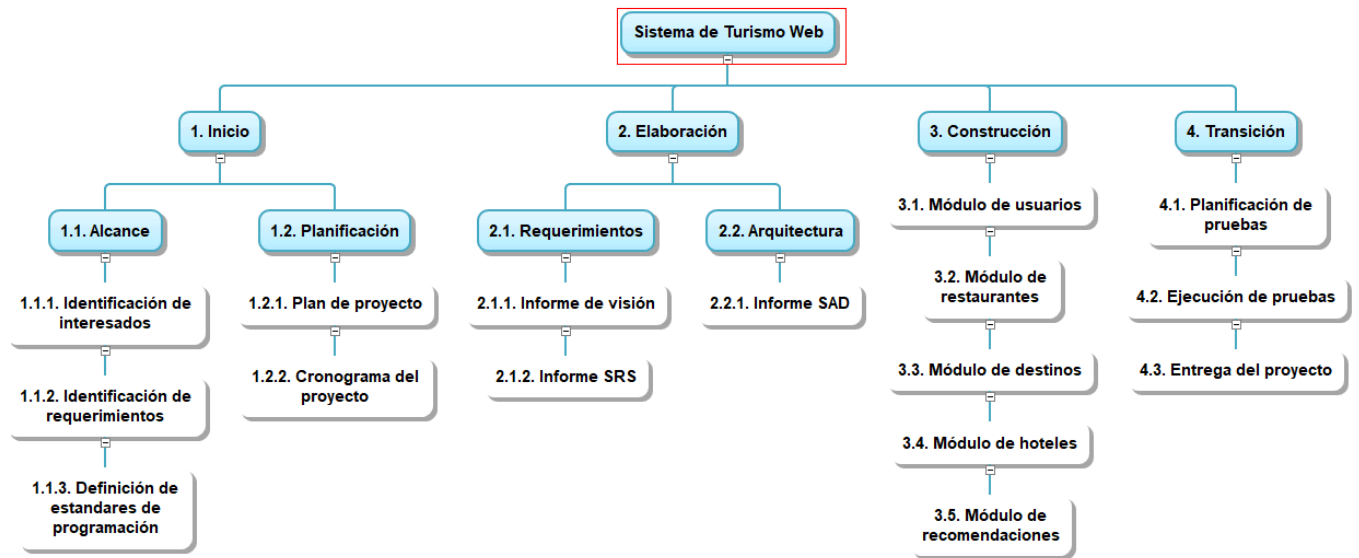 Sistema de Turismo Web
1. Inicio
2. Elaboración
3. Construcción
4. Transición
1.1. Alcance
1.2. Planificación
2.1. Requerimientos
2.2. Arquitectura
3.1. Módulo de usuarios
4.1. Planificación de
pruebas
1.1.1. Identificación de
interesados
1.2.1. Plan de proyecto
2.1.1. Informe de visión
2.2.1. Informe SAD
3.2. Módulo de
restaurantes
4.2. Ejecución de pruebas
1.1.2. Identificación de
requerimientos
1.2.2. Cronograma del
proyecto
2.1.2. Informe SRS
3.3. Módulo de destinos
4.3. Entrega del proyecto
3.4. Módulo de hoteles
1.1.3. Definición de
estandares de
programación
3.5. Módulo de
recomendaciones